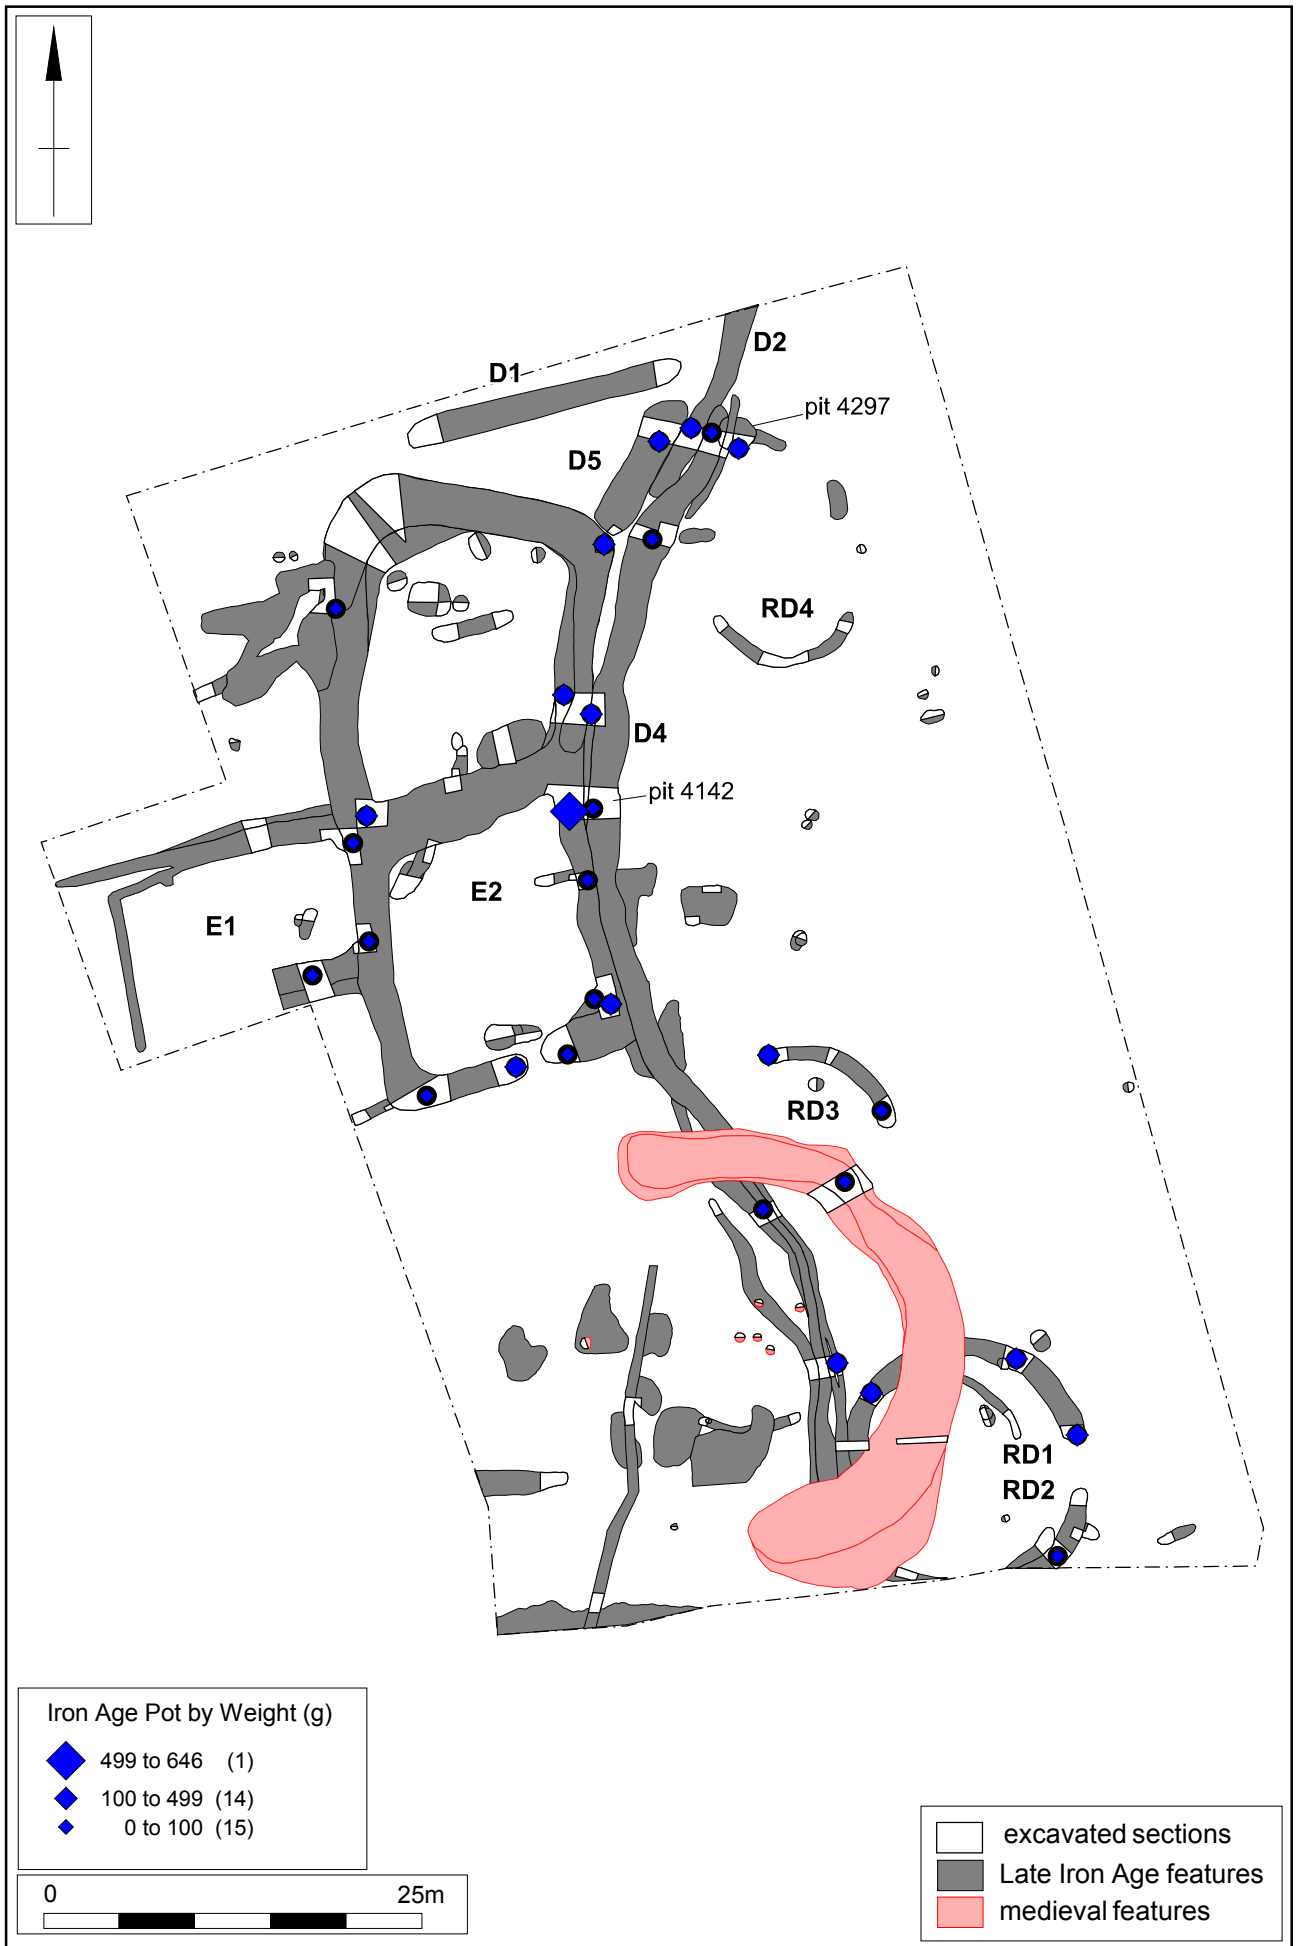 D2
D1
pit 4297
D5
RD4
D4
pit 4142
E2
E1
RD3
RD1
RD2
Iron Age Pot by Weight (g)
499 to 646 (1)
100 to 499 (14)
0 to 100 (15)
0 25m
excavated sections
Late Iron Age features
medieval features